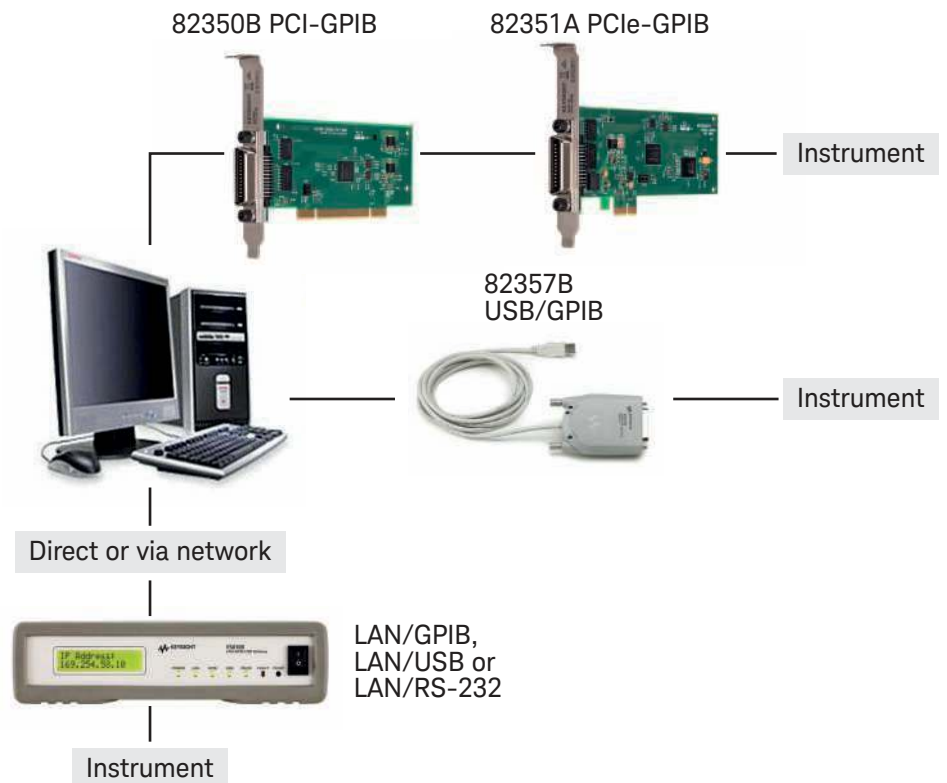 82350B PCI-GPIB
82351A PCIe-GPIB
Instrument
82357B
USB/GPIB
Instrument
Direct or via network
IP Address:
169.254.58.10
KEYSIGHT
LAN/GPIB,
LAN/USB or
LAN/RS-232
Instrument